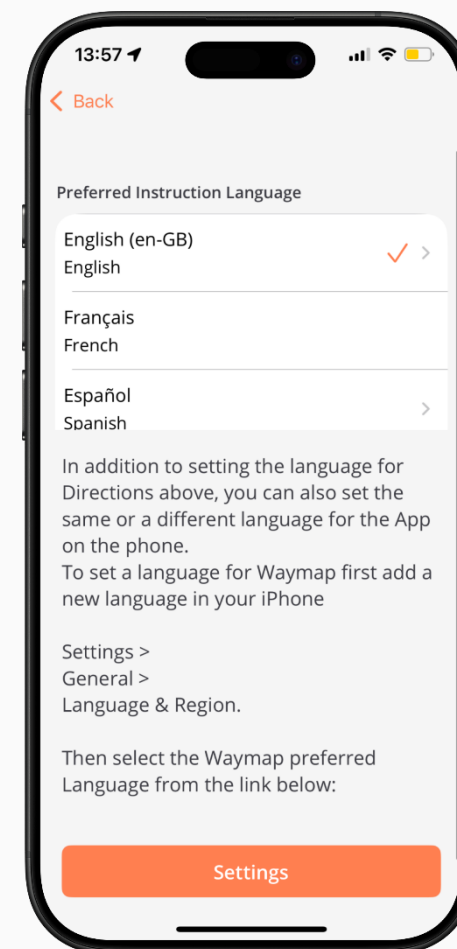 13:57
Back
Preferred Instruction Language
English (en-GB)
English
Français
French
Español
Spanish
In addition to setting the language for
Directions above, you can also set the
same or a different language for the App
on the phone.
To set a language for Waymap first add a
new language in your iPhone
Settings >
General >
Language & Region.
Then select the Waymap preferred
Language from the link below:
Settings